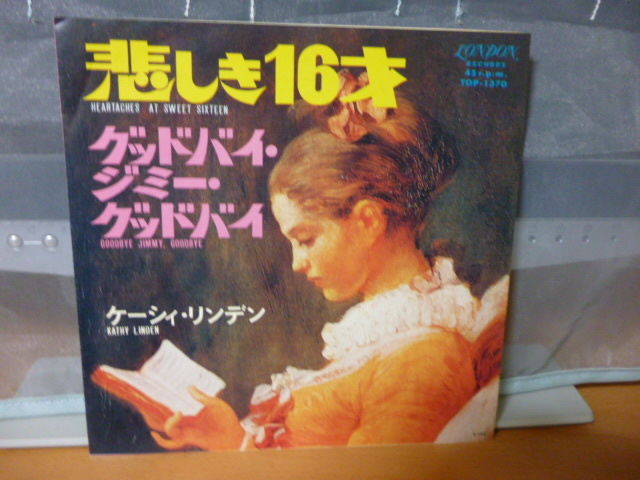 悲しき16才
HEARTACHES AT SWEET SIXTEEN
LONDON
RECORDS
45 r.p.m.
TOP-1370
グッドバイ・
ジミー・
グッドバイ
GOODBYE JIMMY, GOODBYE
ケーシィ・リンデン
KATHY LINDEN